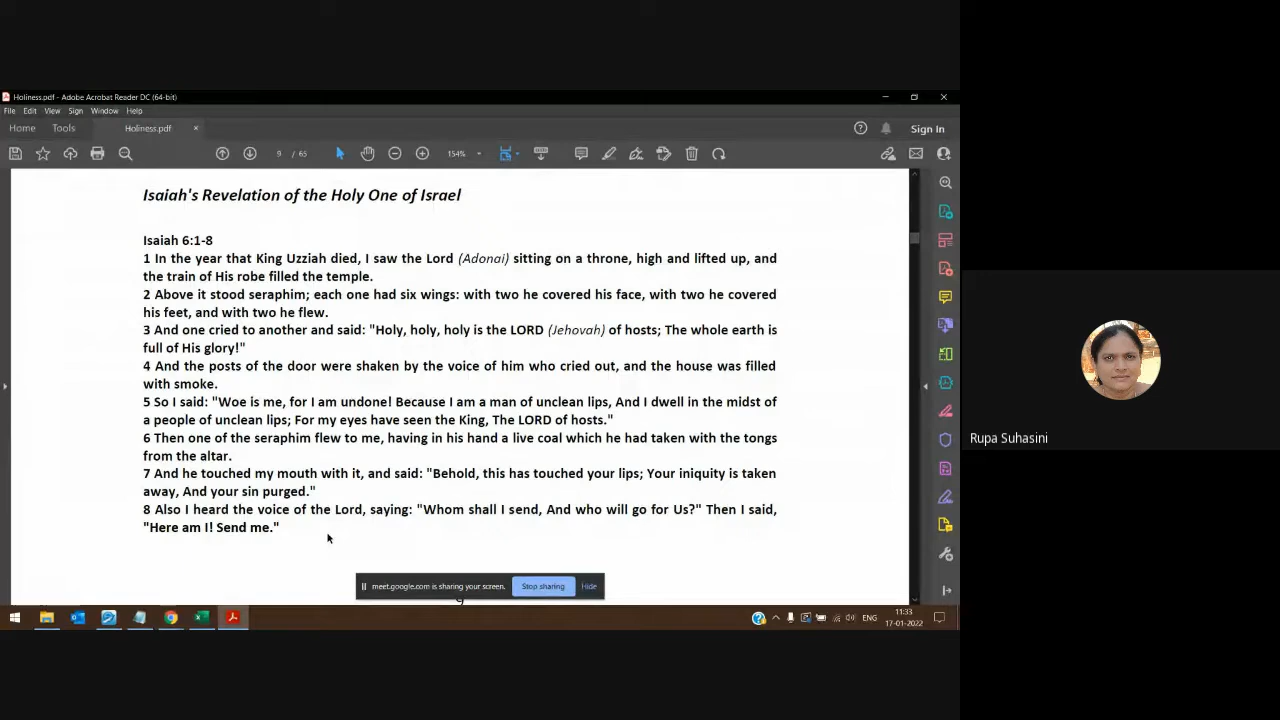 Holiness.pdf - Adobe Acrobat Reader DC (64-bit)
File Edit View Sign Window Help
Home Tools Holiness.pdf × Sign In
9 / 65 154%
Isaiah's Revelation of the Holy One of Israel
Isaiah 6:1-8
1 In the year that King Uzziah died, I saw the Lord (Adonai) sitting on a throne, high and lifted up, and
the train of His robe filled the temple.
2 Above it stood seraphim; each one had six wings: with two he covered his face, with two he covered
his feet, and with two he flew.
3 And one cried to another and said: "Holy, holy, holy is the LORD (Jehovah) of hosts; The whole earth is
full of His glory!"
4 And the posts of the door were shaken by the voice of him who cried out, and the house was filled
with smoke.
5 So I said: "Woe is me, for I am undone! Because I am a man of unclean lips, And I dwell in the midst of
a people of unclean lips; For my eyes have seen the King, The LORD of hosts."
6 Then one of the seraphim flew to me, having in his hand a live coal which he had taken with the tongs
from the altar.
7 And he touched my mouth with it, and said: "Behold, this has touched your lips; Your iniquity is taken
away, And your sin purged."
8 Also I heard the voice of the Lord, saying: "Whom shall I send, And who will go for Us?" Then I said,
"Here am I! Send me."
Rupa Suhasini
meet.google.com is sharing your screen. Stop sharing Hide
9
ENG 11:33
17-01-2022